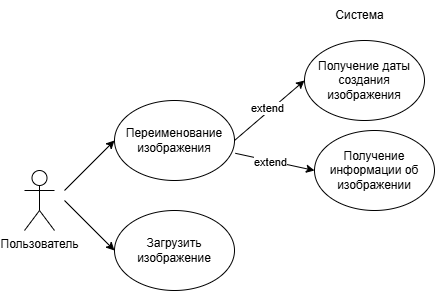 Система
Получение даты
создания
изображения
extend
Переименование
изображения
extend
Получение
информации об
изображении
Пользователь
Загрузить
изображение